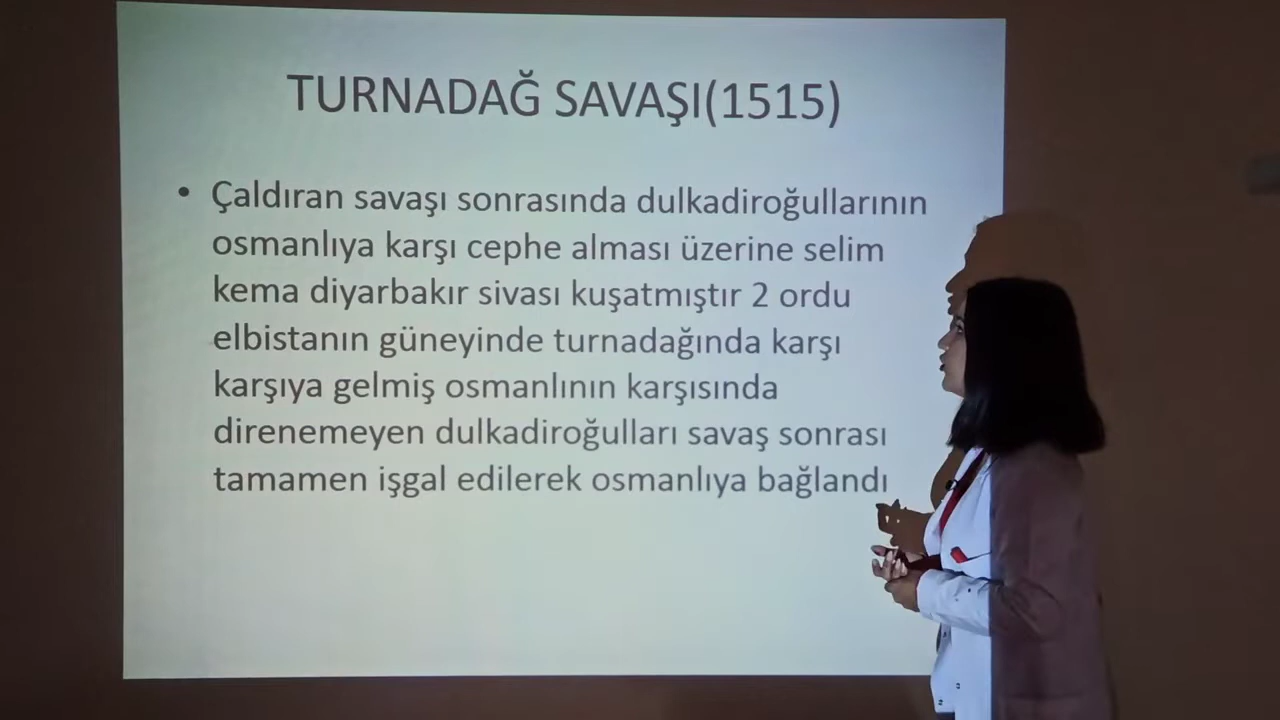 TURNADAĞ SAVAŞI(1515)
• Çaldıran savaşı sonrasında dulkadiroğullarının
osmanlıya karşı cephe alması üzerine selim
kema diyarbakır sivası kuşatmıştır 2 ordu
elbistanın güneyinde turnadağında karşı
karşıya gelmiş osmanlının karşısında
direnemeyen dulkadiroğulları savaş sonrası
tamamen işgal edilerek osmanlıya bağlandı